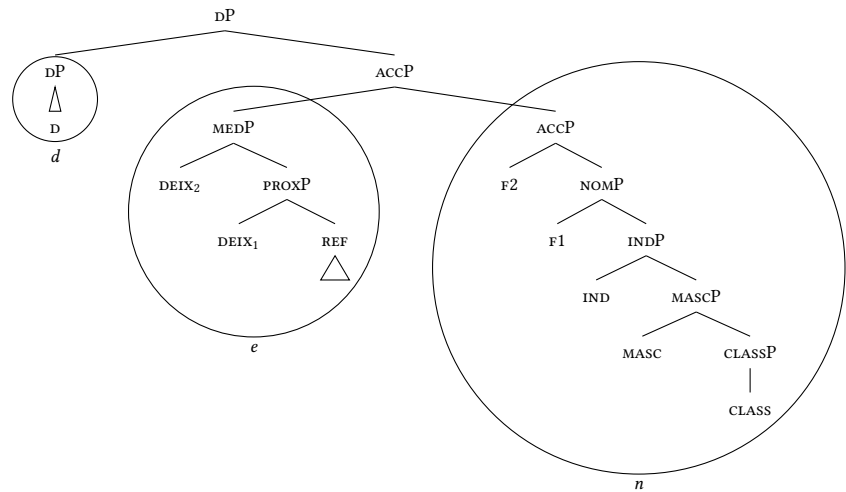 DP
DP ACCP
D MEDP ACCP
d
DEIX₂ PROXP F2 NOMP
DEIX₁ REF F1 INDP
IND MASCP
e MASC CLASSP
CLASS
n